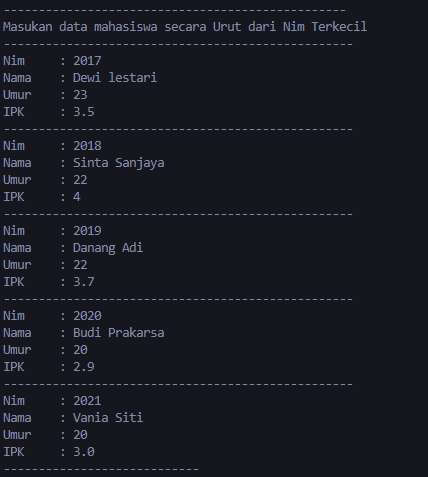 -------------------------------------------------
Masukan data mahasiswa secara Urut dari Nim Terkecil
--------------------------------------------------
Nim     : 2017
Nama    : Dewi lestari
Umur    : 23
IPK     : 3.5
--------------------------------------------------
Nim     : 2018
Nama    : Sinta Sanjaya
Umur    : 22
IPK     : 4
--------------------------------------------------
Nim     : 2019
Nama    : Danang Adi
Umur    : 22
IPK     : 3.7
--------------------------------------------------
Nim     : 2020
Nama    : Budi Prakarsa
Umur    : 20
IPK     : 2.9
--------------------------------------------------
Nim     : 2021
Nama    : Vania Siti
Umur    : 20
IPK     : 3.0
----------------------------